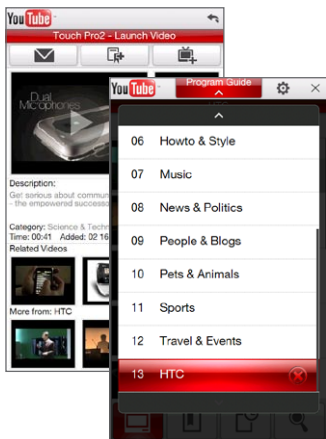 YouTube
Touch Pro2 - Launch Video
Dual
Microphones
Description:
Get serious about commun
- the empowered successo
Category: Science & Techn
Time: 00:41 Added: 02 16
Related Videos
More from: HTC
YouTube
Program Guide
06 Howto & Style
07 Music
08 News & Politics
09 People & Blogs
10 Pets & Animals
11 Sports
12 Travel & Events
13 HTC